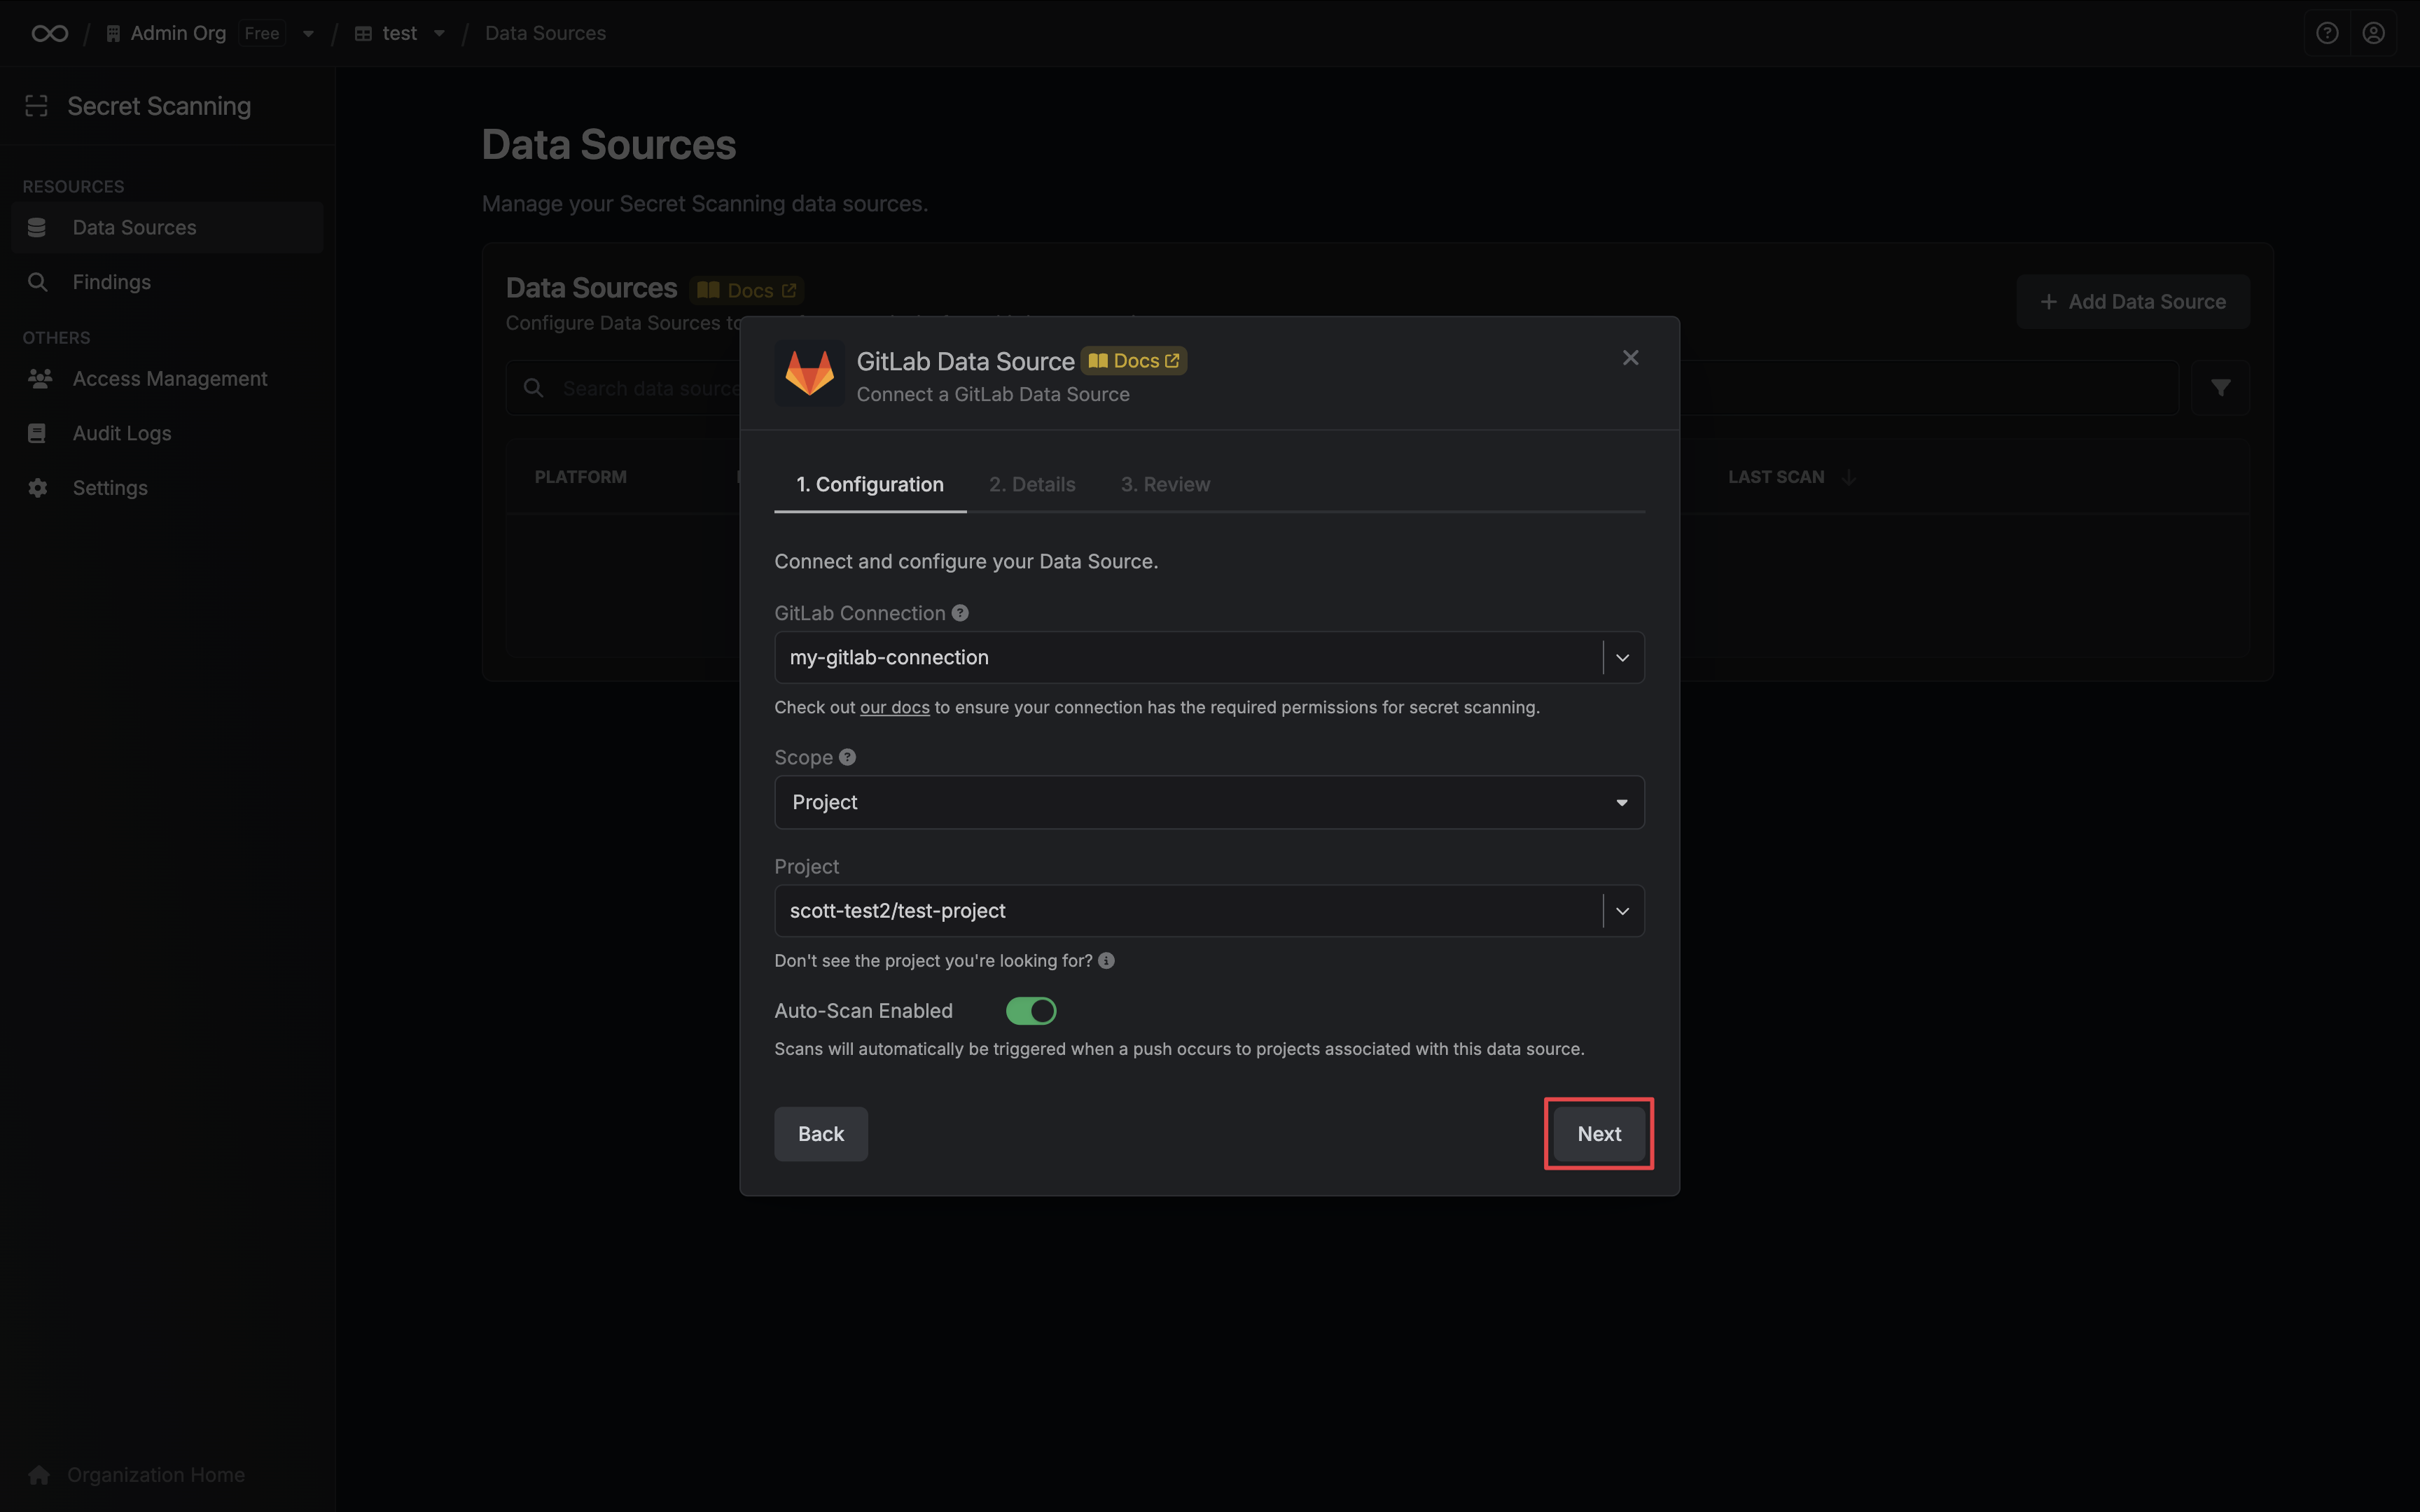 / Admin Org Free / test / Data Sources
Secret Scanning
RESOURCES
Data Sources
Findings
OTHERS
Access Management
Audit Logs
Settings
Organization Home
Data Sources
Manage your Secret Scanning data sources.
Data Sources Docs
Configure Data Sources to
+ Add Data Source
Search data source
PLATFORM
LAST SCAN
GitLab Data Source Docs
Connect a GitLab Data Source
1. Configuration 2. Details 3. Review
Connect and configure your Data Source.
GitLab Connection
my-gitlab-connection
Check out our docs to ensure your connection has the required permissions for secret scanning.
Scope
Project
Project
scott-test2/test-project
Don't see the project you're looking for?
Auto-Scan Enabled
Scans will automatically be triggered when a push occurs to projects associated with this data source.
Back
Next